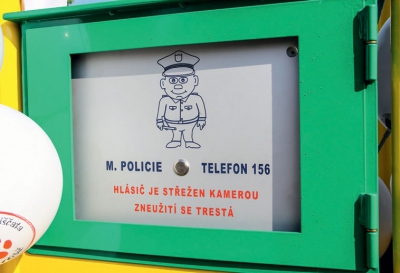 M. POLICIE TELEFON 156
HLÁSIČ JE STŘEŽEN KAMEROU
ZNEUŽITÍ SE TRESTÁ